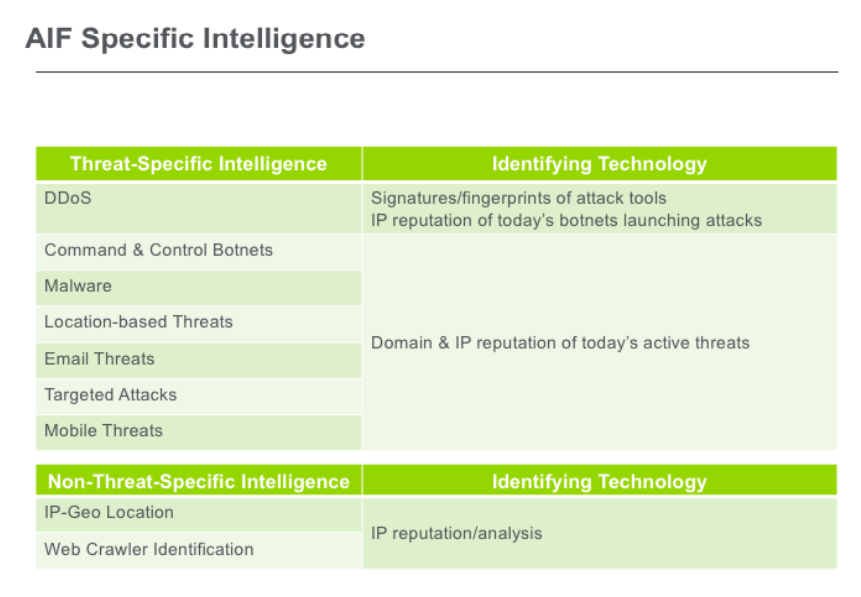 AIF Specific Intelligence
Threat-Specific Intelligence
Identifying Technology
DDoS
Signatures/fingerprints of attack tools
IP reputation of today’s botnets launching attacks
Command & Control Botnets
Malware
Location-based Threats
Email Threats
Targeted Attacks
Mobile Threats
Domain & IP reputation of today’s active threats
Non-Threat-Specific Intelligence
Identifying Technology
IP-Geo Location
Web Crawler Identification
IP reputation/analysis